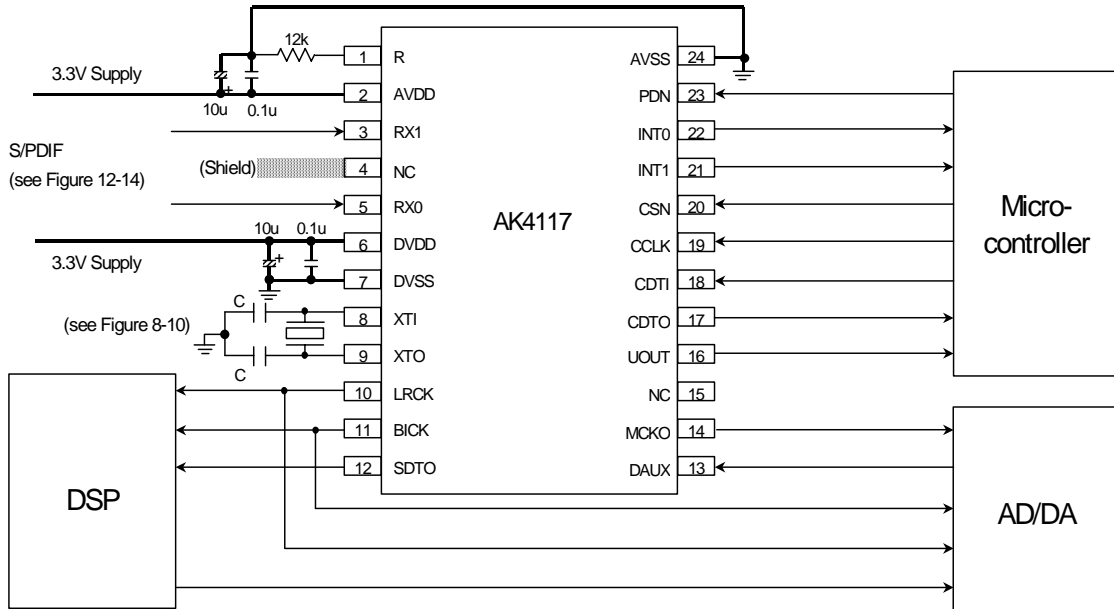 12k
1 R
AVSS 24
3.3V Supply
10u + 0.1u
2 AVDD
PDN 23
3 RX1
INT0 22
S/PDIF
(see Figure 12-14)
(Shield)
4 NC
INT1 21
5 RX0
AK4117
CSN 20
Micro-
controller
10u + 0.1u
6 DVDD
CCLK 19
3.3V Supply
7 DVSS
CDTI 18
C
(see Figure 8-10)
8 XTI
CDTO 17
C
9 XTO
UOUT 16
10 LRCK
NC 15
11 BICK
MCKO 14
12 SDTO
DAUX 13
DSP
AD/DA